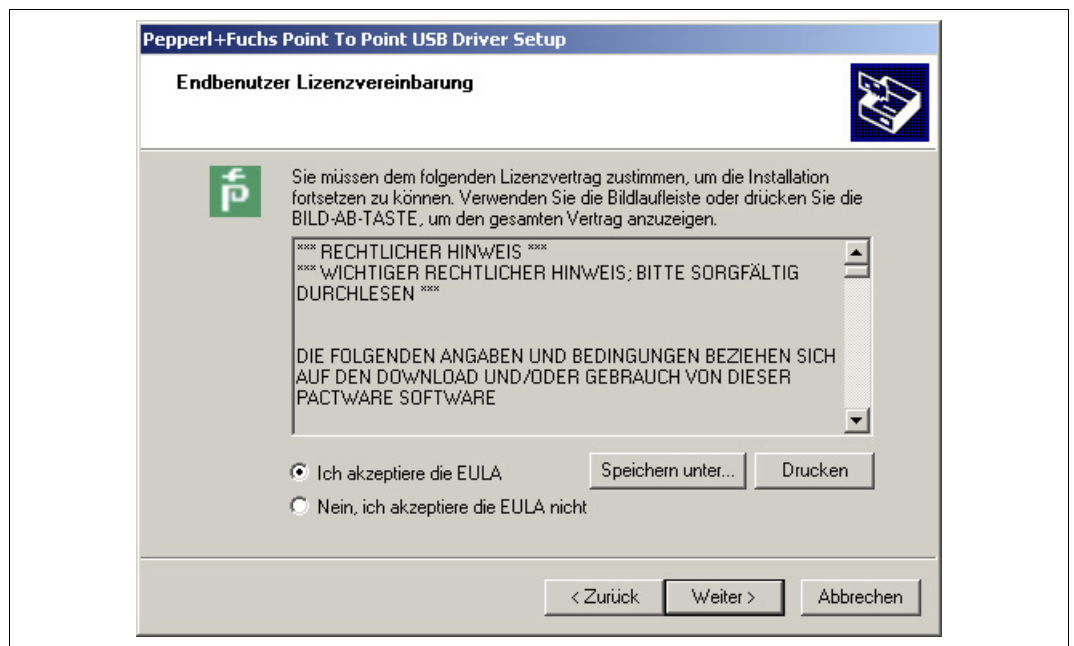 Pepperl+Fuchs Point To Point USB Driver Setup
Endbenutzer Lizenzvereinbarung
Sie müssen dem folgenden Lizenzvertrag zustimmen, um die Installation
fortsetzen zu können. Verwenden Sie die Bildlaufleiste oder drücken Sie die
BILD-AB-TASTE, um den gesamten Vertrag anzuzeigen.
*** RECHTLICHER HINWEIS ***
*** WICHTIGER RECHTLICHER HINWEIS; BITTE SORGFÄLTIG
DURCHLESEN ***
DIE FOLGENDEN ANGABEN UND BEDINGUNGEN BEZIEHEN SICH
AUF DEN DOWNLOAD UND/ODER GEBRAUCH VON DIESER
PACTWARE SOFTWARE
Ich akzeptiere die EULA
Speichern unter...
Drucken
Nein, ich akzeptiere die EULA nicht
< Zurück
Weiter >
Abbrechen